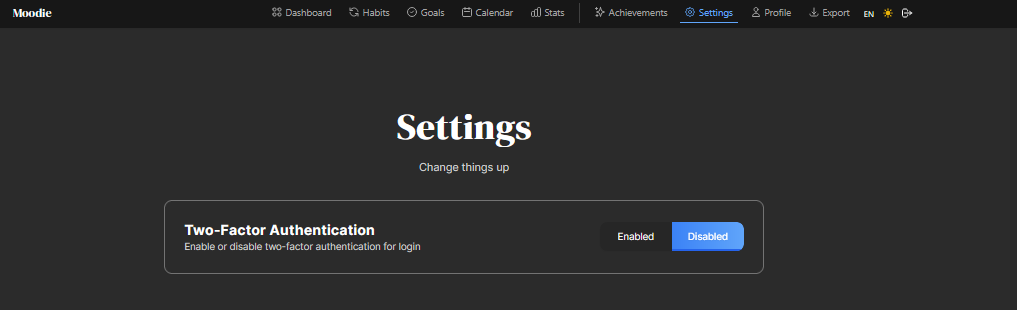 Moodie Dashboard Habits Goals Calendar Stats Achievements Settings Profile Export EN
Settings
Change things up
Two-Factor Authentication
Enable or disable two-factor authentication for login
Enabled Disabled